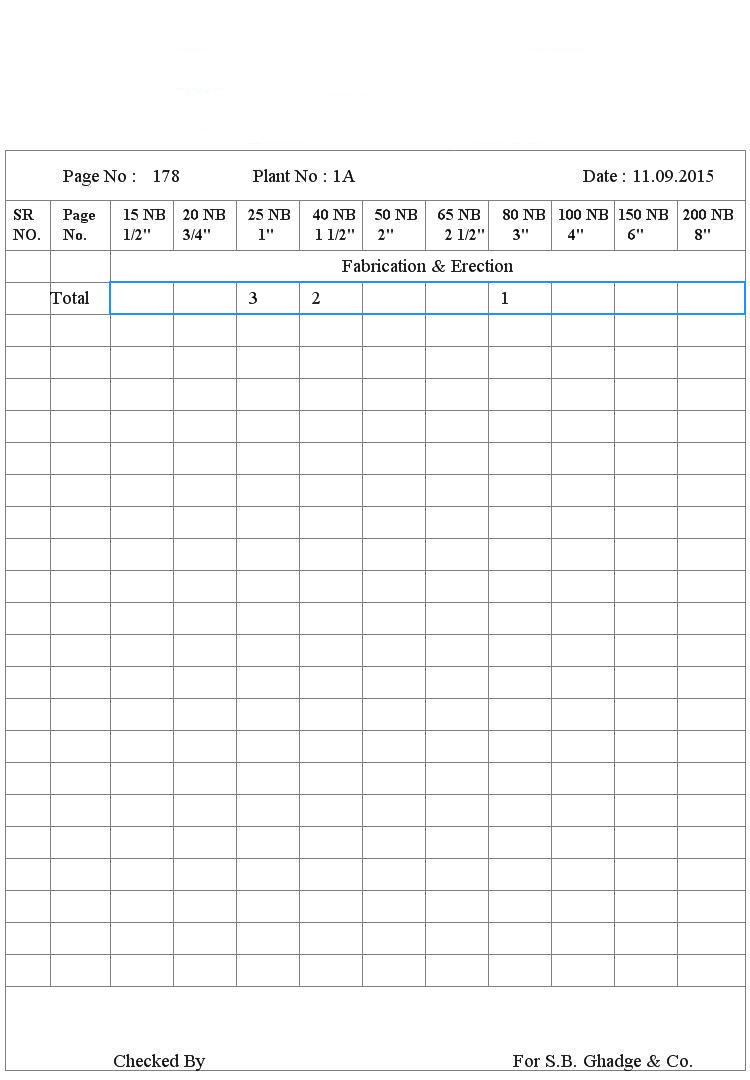 Page No : 178 Plant No : 1A Date : 11.09.2015
SR Page 15 NB 20 NB 25 NB 40 NB 50 NB 65 NB 80 NB 100 NB 150 NB 200 NB
NO. No. 1/2" 3/4" 1" 1 1/2" 2" 2 1/2" 3" 4" 6" 8"
Fabrication & Erection
Total 3 2 1
Checked By For S.B. Ghadge & Co.